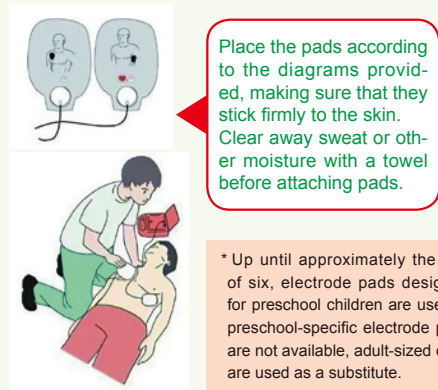 Place the pads according
to the diagrams provid-
ed, making sure that they
stick firmly to the skin.
Clear away sweat or oth-
er moisture with a towel
before attaching pads.
* Up until approximately the
of six, electrode pads desig
for preschool children are use
preschool-specific electrode p
are not available, adult-sized
are used as a substitute.